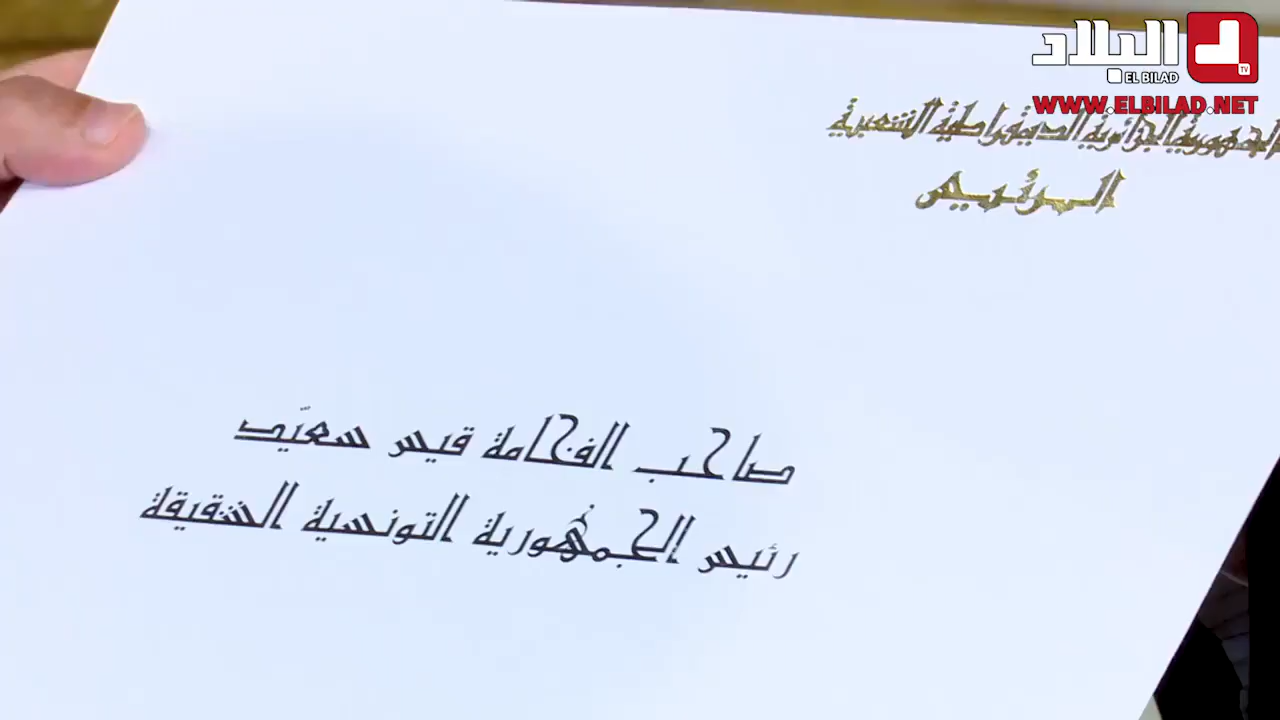 البلاد
EL BILAD
TV
WWW.ELBILAD.NET
الجمهورية الجزائرية الديمقراطية الشعبية
الرئيس
صاحب الفخامة قيس سعيّد
رئيس الجمهورية التونسية الشقيقة